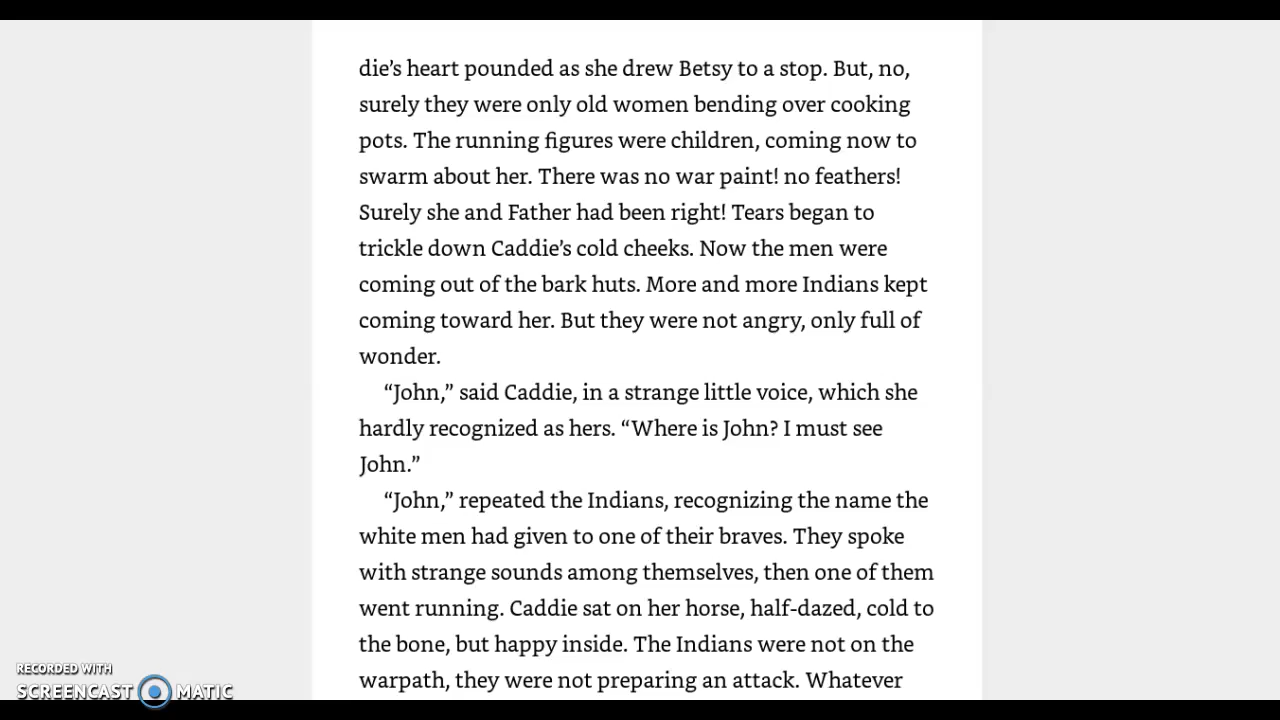 die’s heart pounded as she drew Betsy to a stop. But, no,
surely they were only old women bending over cooking
pots. The running figures were children, coming now to
swarm about her. There was no war paint! no feathers!
Surely she and Father had been right! Tears began to
trickle down Caddie’s cold cheeks. Now the men were
coming out of the bark huts. More and more Indians kept
coming toward her. But they were not angry, only full of
wonder.
“John,” said Caddie, in a strange little voice, which she
hardly recognized as hers. “Where is John? I must see
John.”
“John,” repeated the Indians, recognizing the name the
white men had given to one of their braves. They spoke
with strange sounds among themselves, then one of them
went running. Caddie sat on her horse, half-dazed, cold to
the bone, but happy inside. The Indians were not on the
warpath, they were not preparing an attack. Whatever
RECORDED WITH
SCREENCAST MATIC